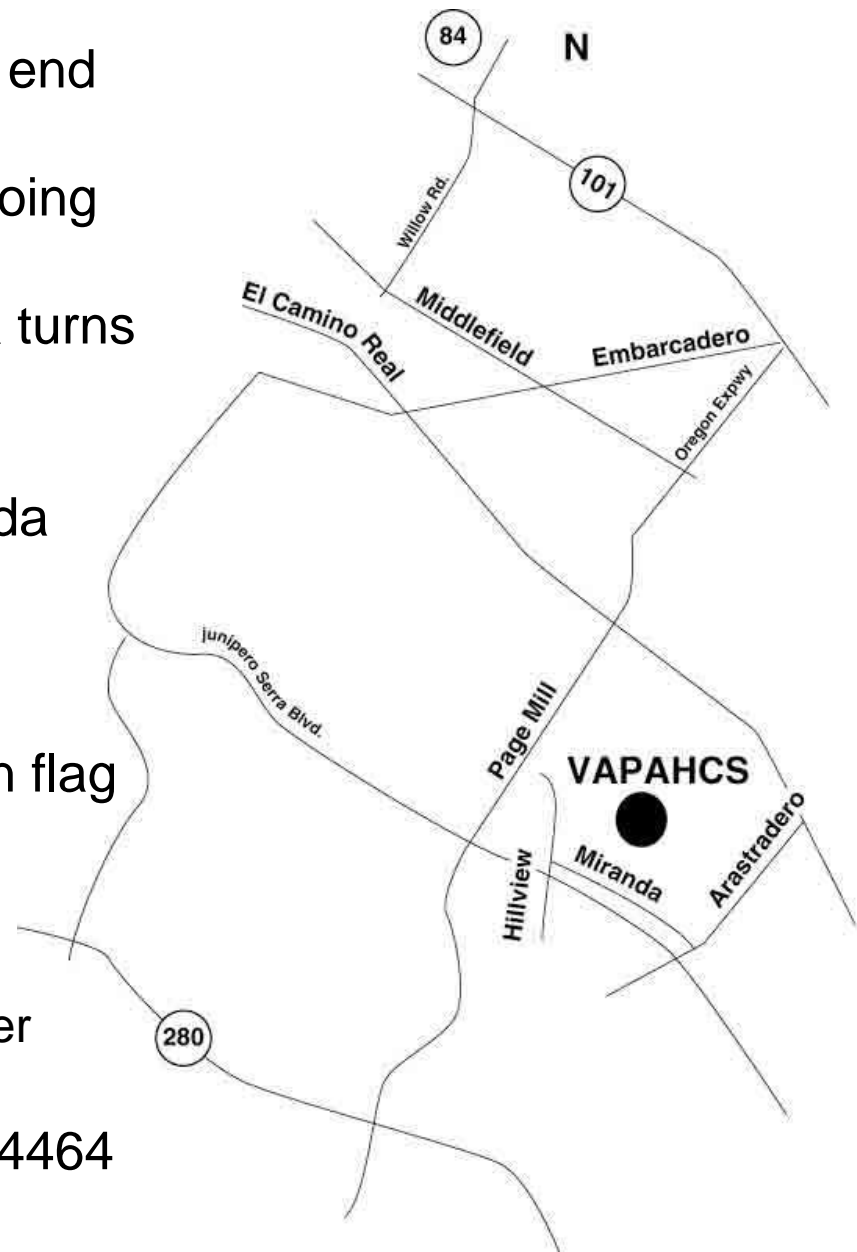 end
oing
turns
da
n flag
er
4464
84
N
101
Willow Rd.
El Camino Real
Middlefield
Embarcadero
Oregon Expwy
junipero Serra Blvd.
Page Mill
VAPAHCS
Hillview
Miranda
Arastradero
280